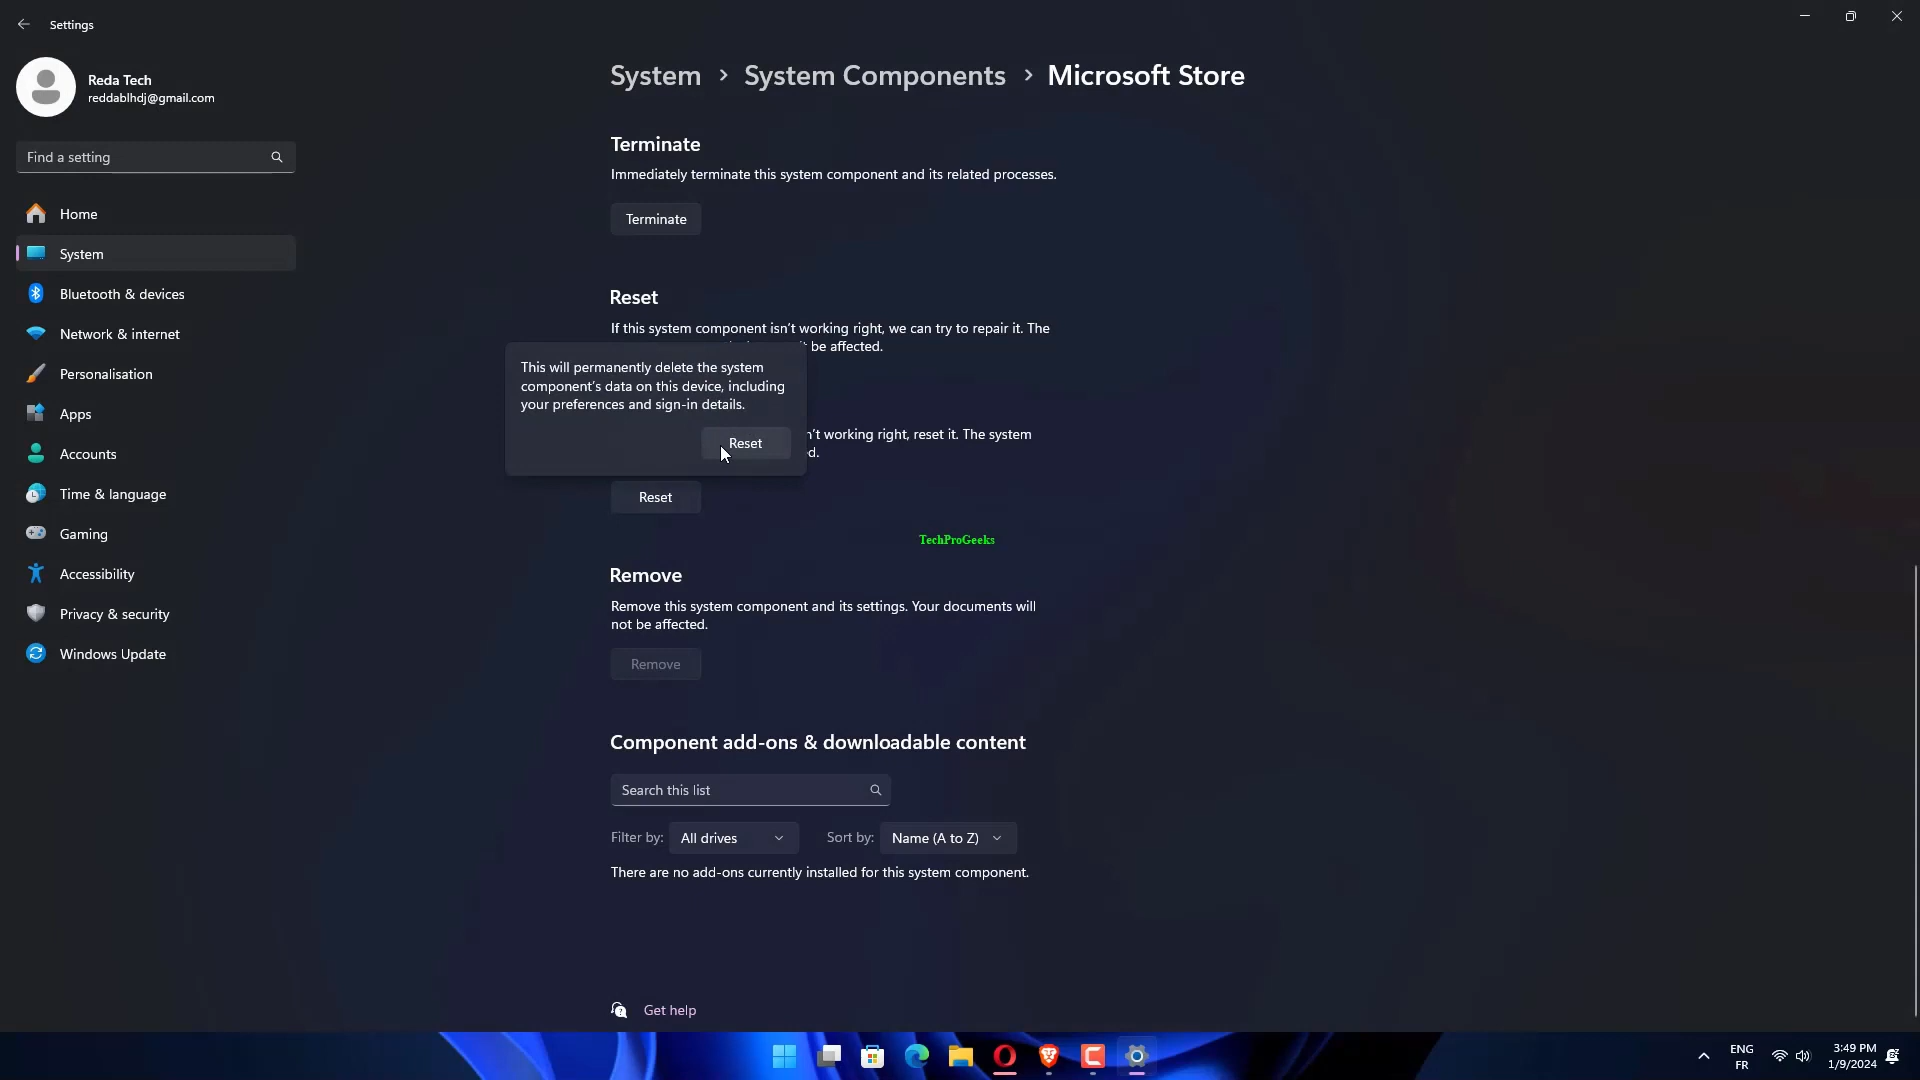 Settings
Reda Tech
reddablhdj@gmail.com
Find a setting
Home
System
Bluetooth & devices
Network & internet
Personalisation
Apps
Accounts
Time & language
Gaming
Accessibility
Privacy & security
Windows Update
System > System Components > Microsoft Store
Terminate
Immediately terminate this system component and its related processes.
Terminate
Reset
If this system component isn't working right, we can try to repair it. The
be affected.
This will permanently delete the system
component's data on this device, including
your preferences and sign-in details.
Reset
working right, reset it. The system
Reset
TechProGeeks
Remove
Remove this system component and its settings. Your documents will
not be affected.
Remove
Component add-ons & downloadable content
Search this list
Filter by: All drives Sort by: Name (A to Z)
There are no add-ons currently installed for this system component.
Get help
ENG
FR
3:49 PM
1/9/2024